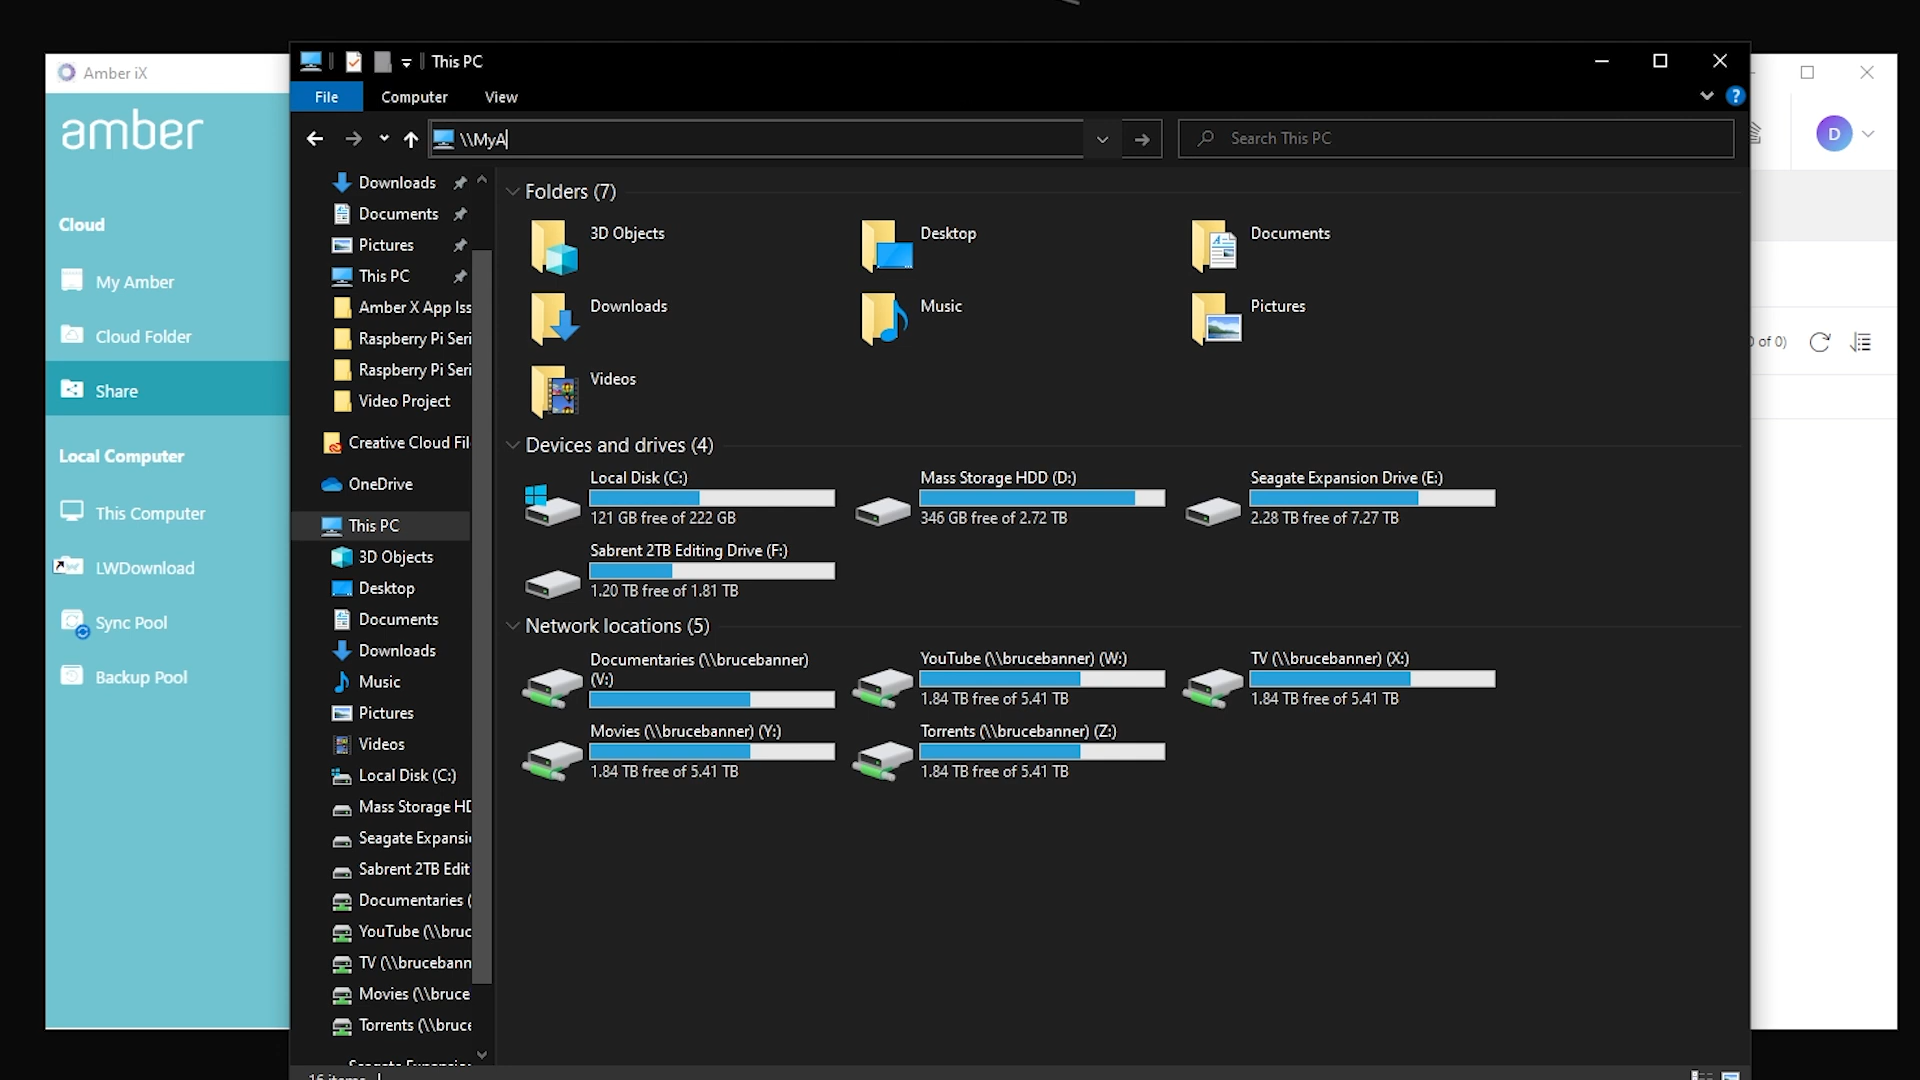 Amber iX
amber
Cloud
My Amber
Cloud Folder
Share
Local Computer
This Computer
LWDownload
Sync Pool
Backup Pool
This PC
File
Computer
View
?
\\MyA
Search This PC
D
0 of 0)
Downloads
Documents
Pictures
This PC
Amber X App Iss
Raspberry Pi Seri
Raspberry Pi Seri
Video Project
Creative Cloud Fil
OneDrive
This PC
3D Objects
Desktop
Documents
Downloads
Music
Pictures
Videos
Local Disk (C:)
Mass Storage HD
Seagate Expansi
Sabrent 2TB Edit
Documentaries (
YouTube (\\bruc
TV (\\brucebann
Movies (\\bruce
Torrents (\\bruce
Folders (7)
3D Objects
Desktop
Documents
Downloads
Music
Pictures
Videos
Devices and drives (4)
Local Disk (C:)
121 GB free of 222 GB
Mass Storage HDD (D:)
346 GB free of 2.72 TB
Seagate Expansion Drive (E:)
2.28 TB free of 7.27 TB
Sabrent 2TB Editing Drive (F:)
1.20 TB free of 1.81 TB
Network locations (5)
Documentaries (\\brucebanner)
(V:)
YouTube (\\brucebanner) (W:)
1.84 TB free of 5.41 TB
TV (\\brucebanner) (X:)
1.84 TB free of 5.41 TB
Movies (\\brucebanner) (Y:)
1.84 TB free of 5.41 TB
Torrents (\\brucebanner) (Z:)
1.84 TB free of 5.41 TB
16 items